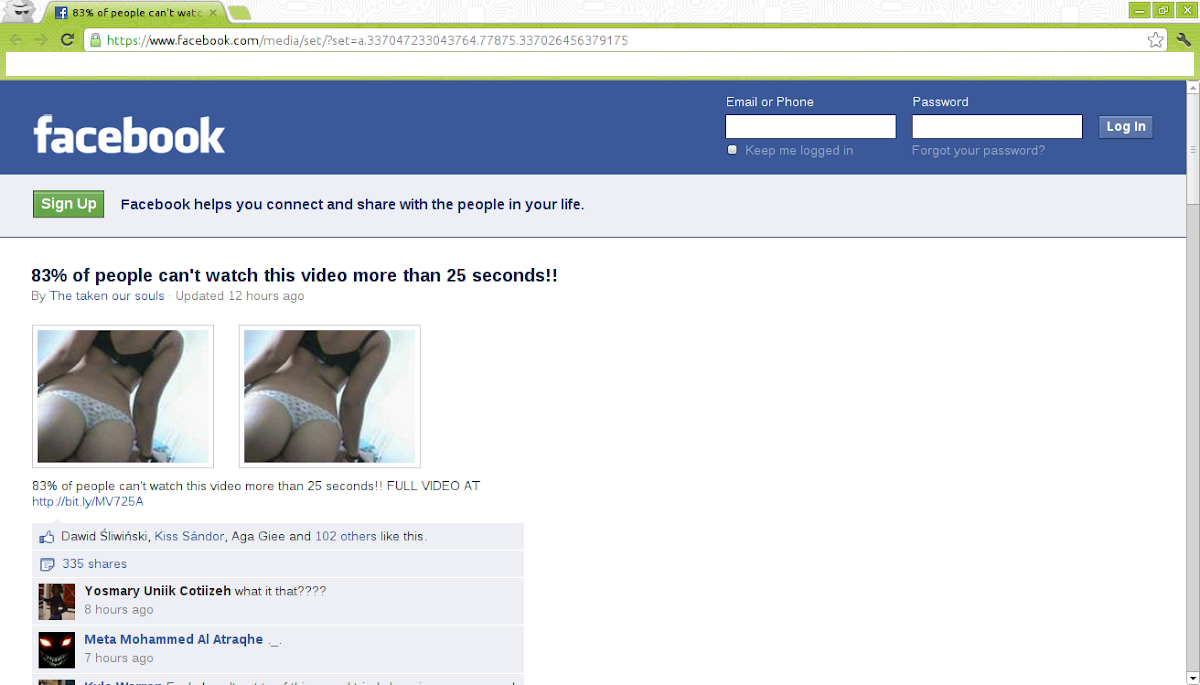 83% of people can't watc
https://www.facebook.com/media/set/?set=a.337047233043764.77875.337026456379175
Email or Phone
Password
facebook
Log In
Keep me logged in
Forgot your password?
Sign Up
Facebook helps you connect and share with the people in your life.
83% of people can't watch this video more than 25 seconds!!
By The taken our souls · Updated 12 hours ago
83% of people can't watch this video more than 25 seconds!! FULL VIDEO AT
http://bit.ly/MV725A
Dawid Śliwiński, Kiss Sándor, Aga Giee and 102 others like this.
335 shares
Yosmary Uniik Cotiizeh what it that????
8 hours ago
Meta Mohammed Al Atraqhe ._.
7 hours ago